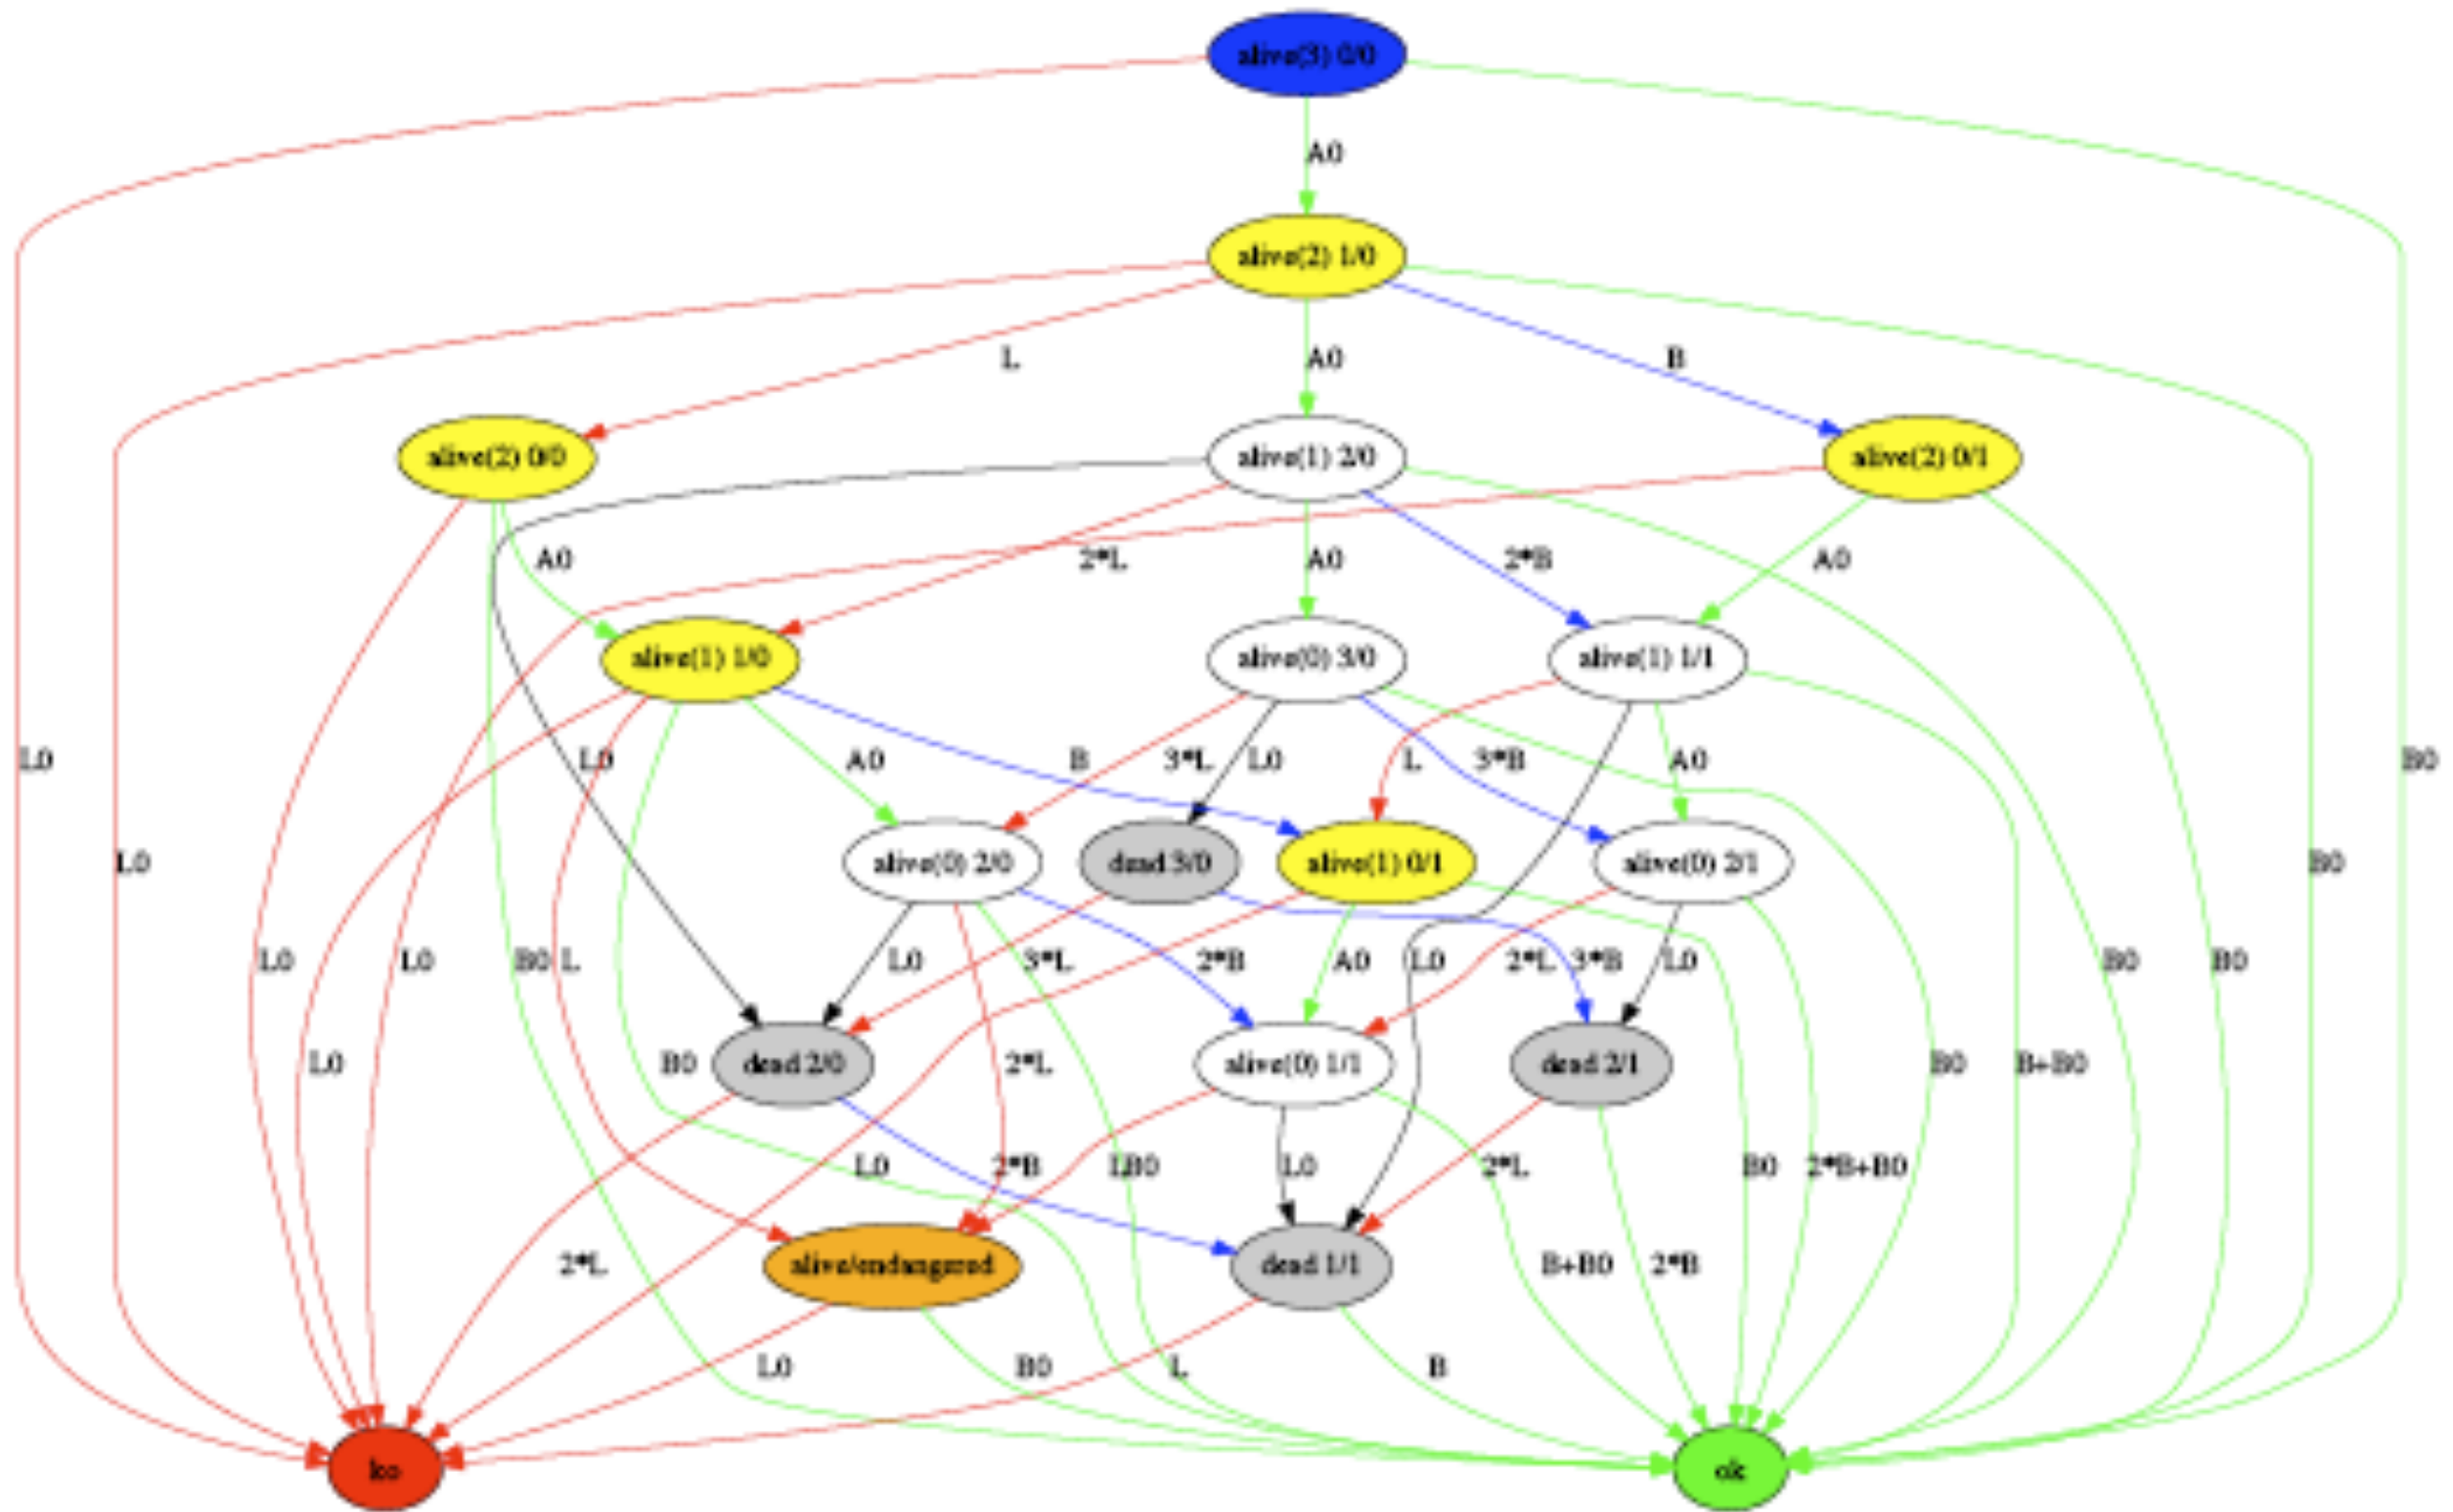 alive(3) 0/0
A0
alive(2) 1/0
L
A0
B
alive(2) 0/0
alive(1) 2/0
alive(2) 0/1
A0
2*L
A0
2*B
A0
alive(1) 1/0
alive(0) 3/0
alive(1) 1/1
L0
L0
A0
B
3*L
L0
L
3*B
A0
B0
L0
alive(0) 2/0
dead 3/0
alive(1) 0/1
alive(0) 2/1
B0
L0
L0
B0
L
L0
3*L
2*B
A0
L0
2*L
3*B
L0
B0
B0
L0
B0
dead 2/0
2*L
alive(0) 1/1
dead 2/1
B0
B+B0
L0
2*B
L
B0
L0
2*L
B0
2*B+B0
2*L
alive/endangered
dead 1/1
B+B0
2*B
L0
B0
L
B
ko
ok